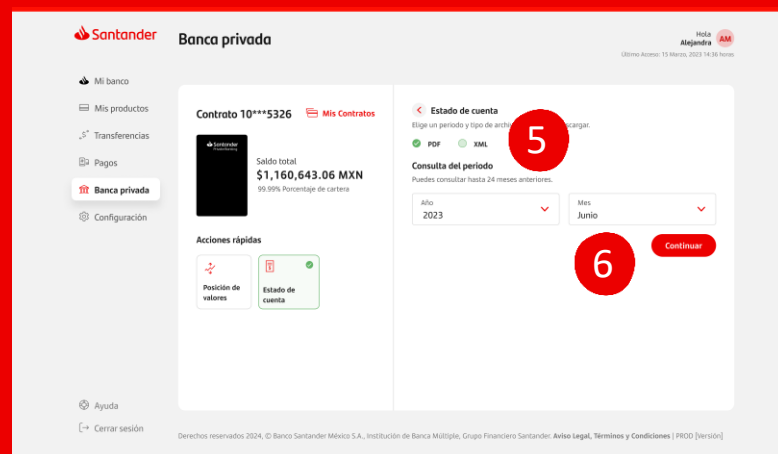 Santander
Banca privada
Hola
Alejandra
AM
Último Acceso: 15 Marzo, 2023 14:36 horas
Mi banco
Mis productos
Transferencias
Pagos
Banca privada
Configuración
Contrato 10***5326
Mis Contratos
Santander
Private Banking
Saldo total
$1,160,643.06 MXN
99.99% Porcentaje de cartera
Acciones rápidas
Posición de
valores
Estado de
cuenta
Estado de cuenta
Elige un periodo y tipo de
PDF
XML
5
Consulta del periodo
Puedes consultar hasta 24 meses anteriores.
Año
2023
Mes
Junio
6
Continuar
Ayuda
Cerrar sesión
Derechos reservados 2024, © Banco Santander México S.A., Institución de Banca Múltiple, Grupo Financiero Santander. Aviso Legal, Términos y Condiciones | PROD [Versión]